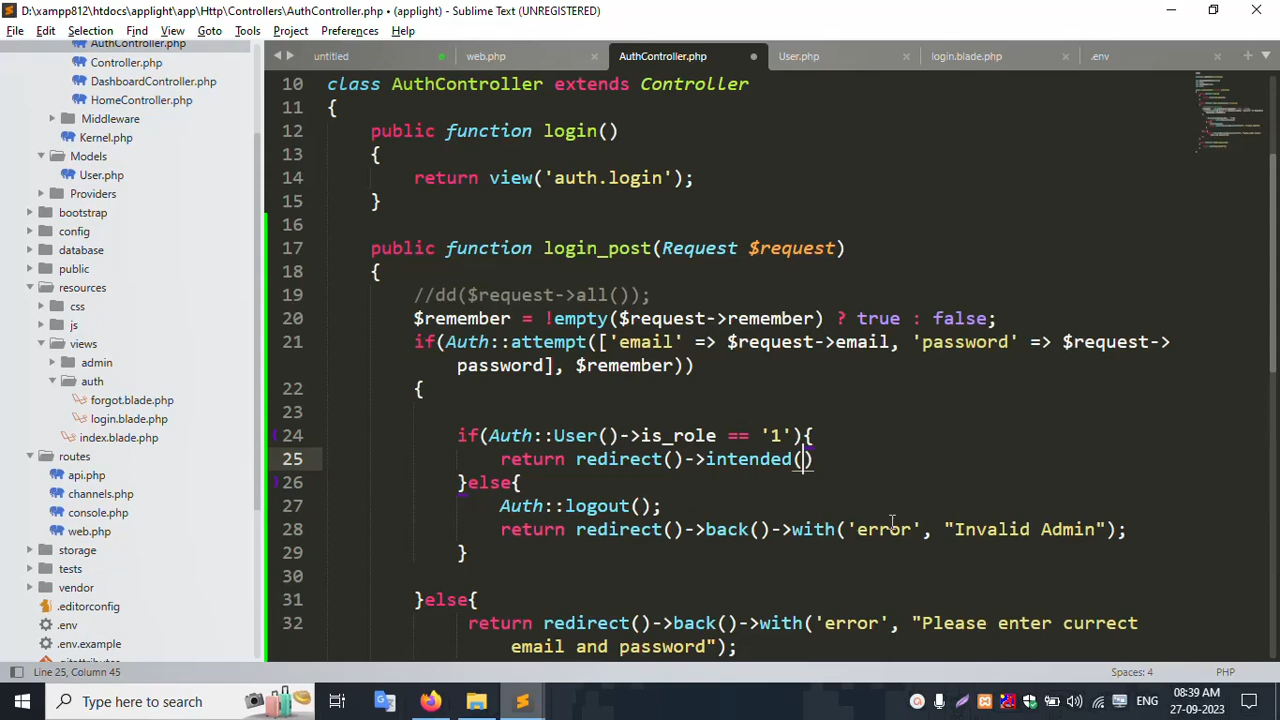 D:\xampp812\htdocs\applight\app\Http\Controllers\AuthController.php • (applight) - Sublime Text (UNREGISTERED)
File Edit Selection Find View Goto Tools Project Preferences Help
untitled web.php AuthController.php User.php login.blade.php .env
AuthController.php
Controller.php
DashboardController.php
HomeController.php
Middleware
Kernel.php
Models
User.php
Providers
bootstrap
config
database
public
resources
css
js
views
admin
auth
forgot.blade.php
login.blade.php
index.blade.php
routes
api.php
channels.php
console.php
web.php
storage
tests
vendor
.editorconfig
.env
.env.example
.gitattributes
10 class AuthController extends Controller
11 {
12 public function login()
13 {
14 return view('auth.login');
15 }
16
17 public function login_post(Request $request)
18 {
19 //dd($request->all());
20 $remember = !empty($request->remember) ? true : false;
21 if(Auth::attempt(['email' => $request->email, 'password' => $request->
password], $remember))
22 {
23
24 if(Auth::User()->is_role == '1'){
25 return redirect()->intended()
26 }else{
27 Auth::logout();
28 return redirect()->back()->with('error', "Invalid Admin");
29 }
30
31 }else{
32 return redirect()->back()->with('error', "Please enter currect
email and password");
Line 25, Column 45 Spaces: 4 PHP
Type here to search ENG 08:39 AM
27-09-2023